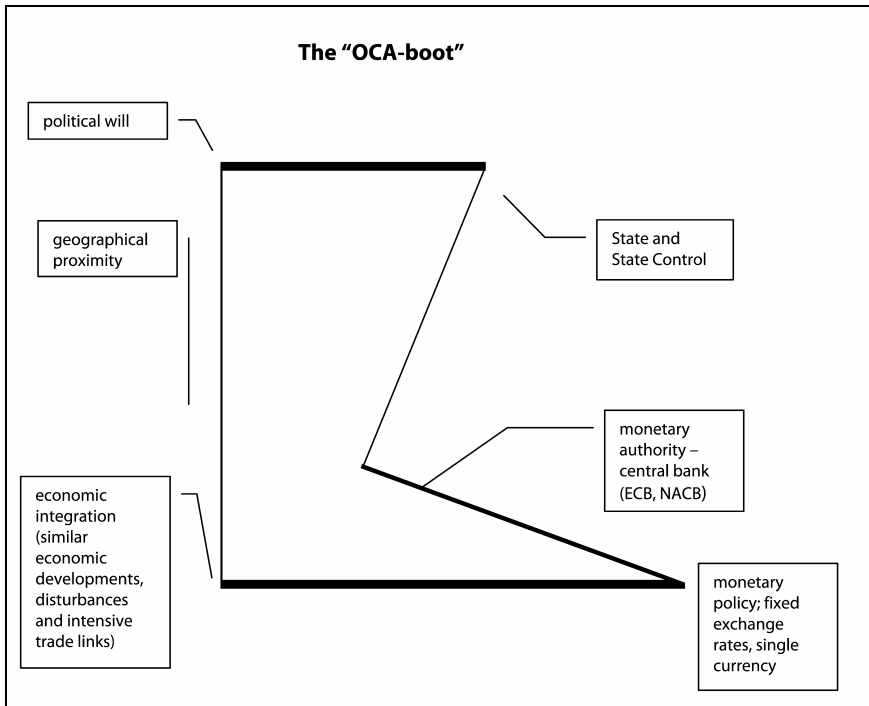 The “OCA-boot”
political will
geographical
proximity
State and
State Control
monetary
authority –
central bank
(ECB, NACB)
economic
integration
(similar
economic
developments,
disturbances
and intensive
trade links)
monetary
policy; fixed
exchange
rates, single
currency